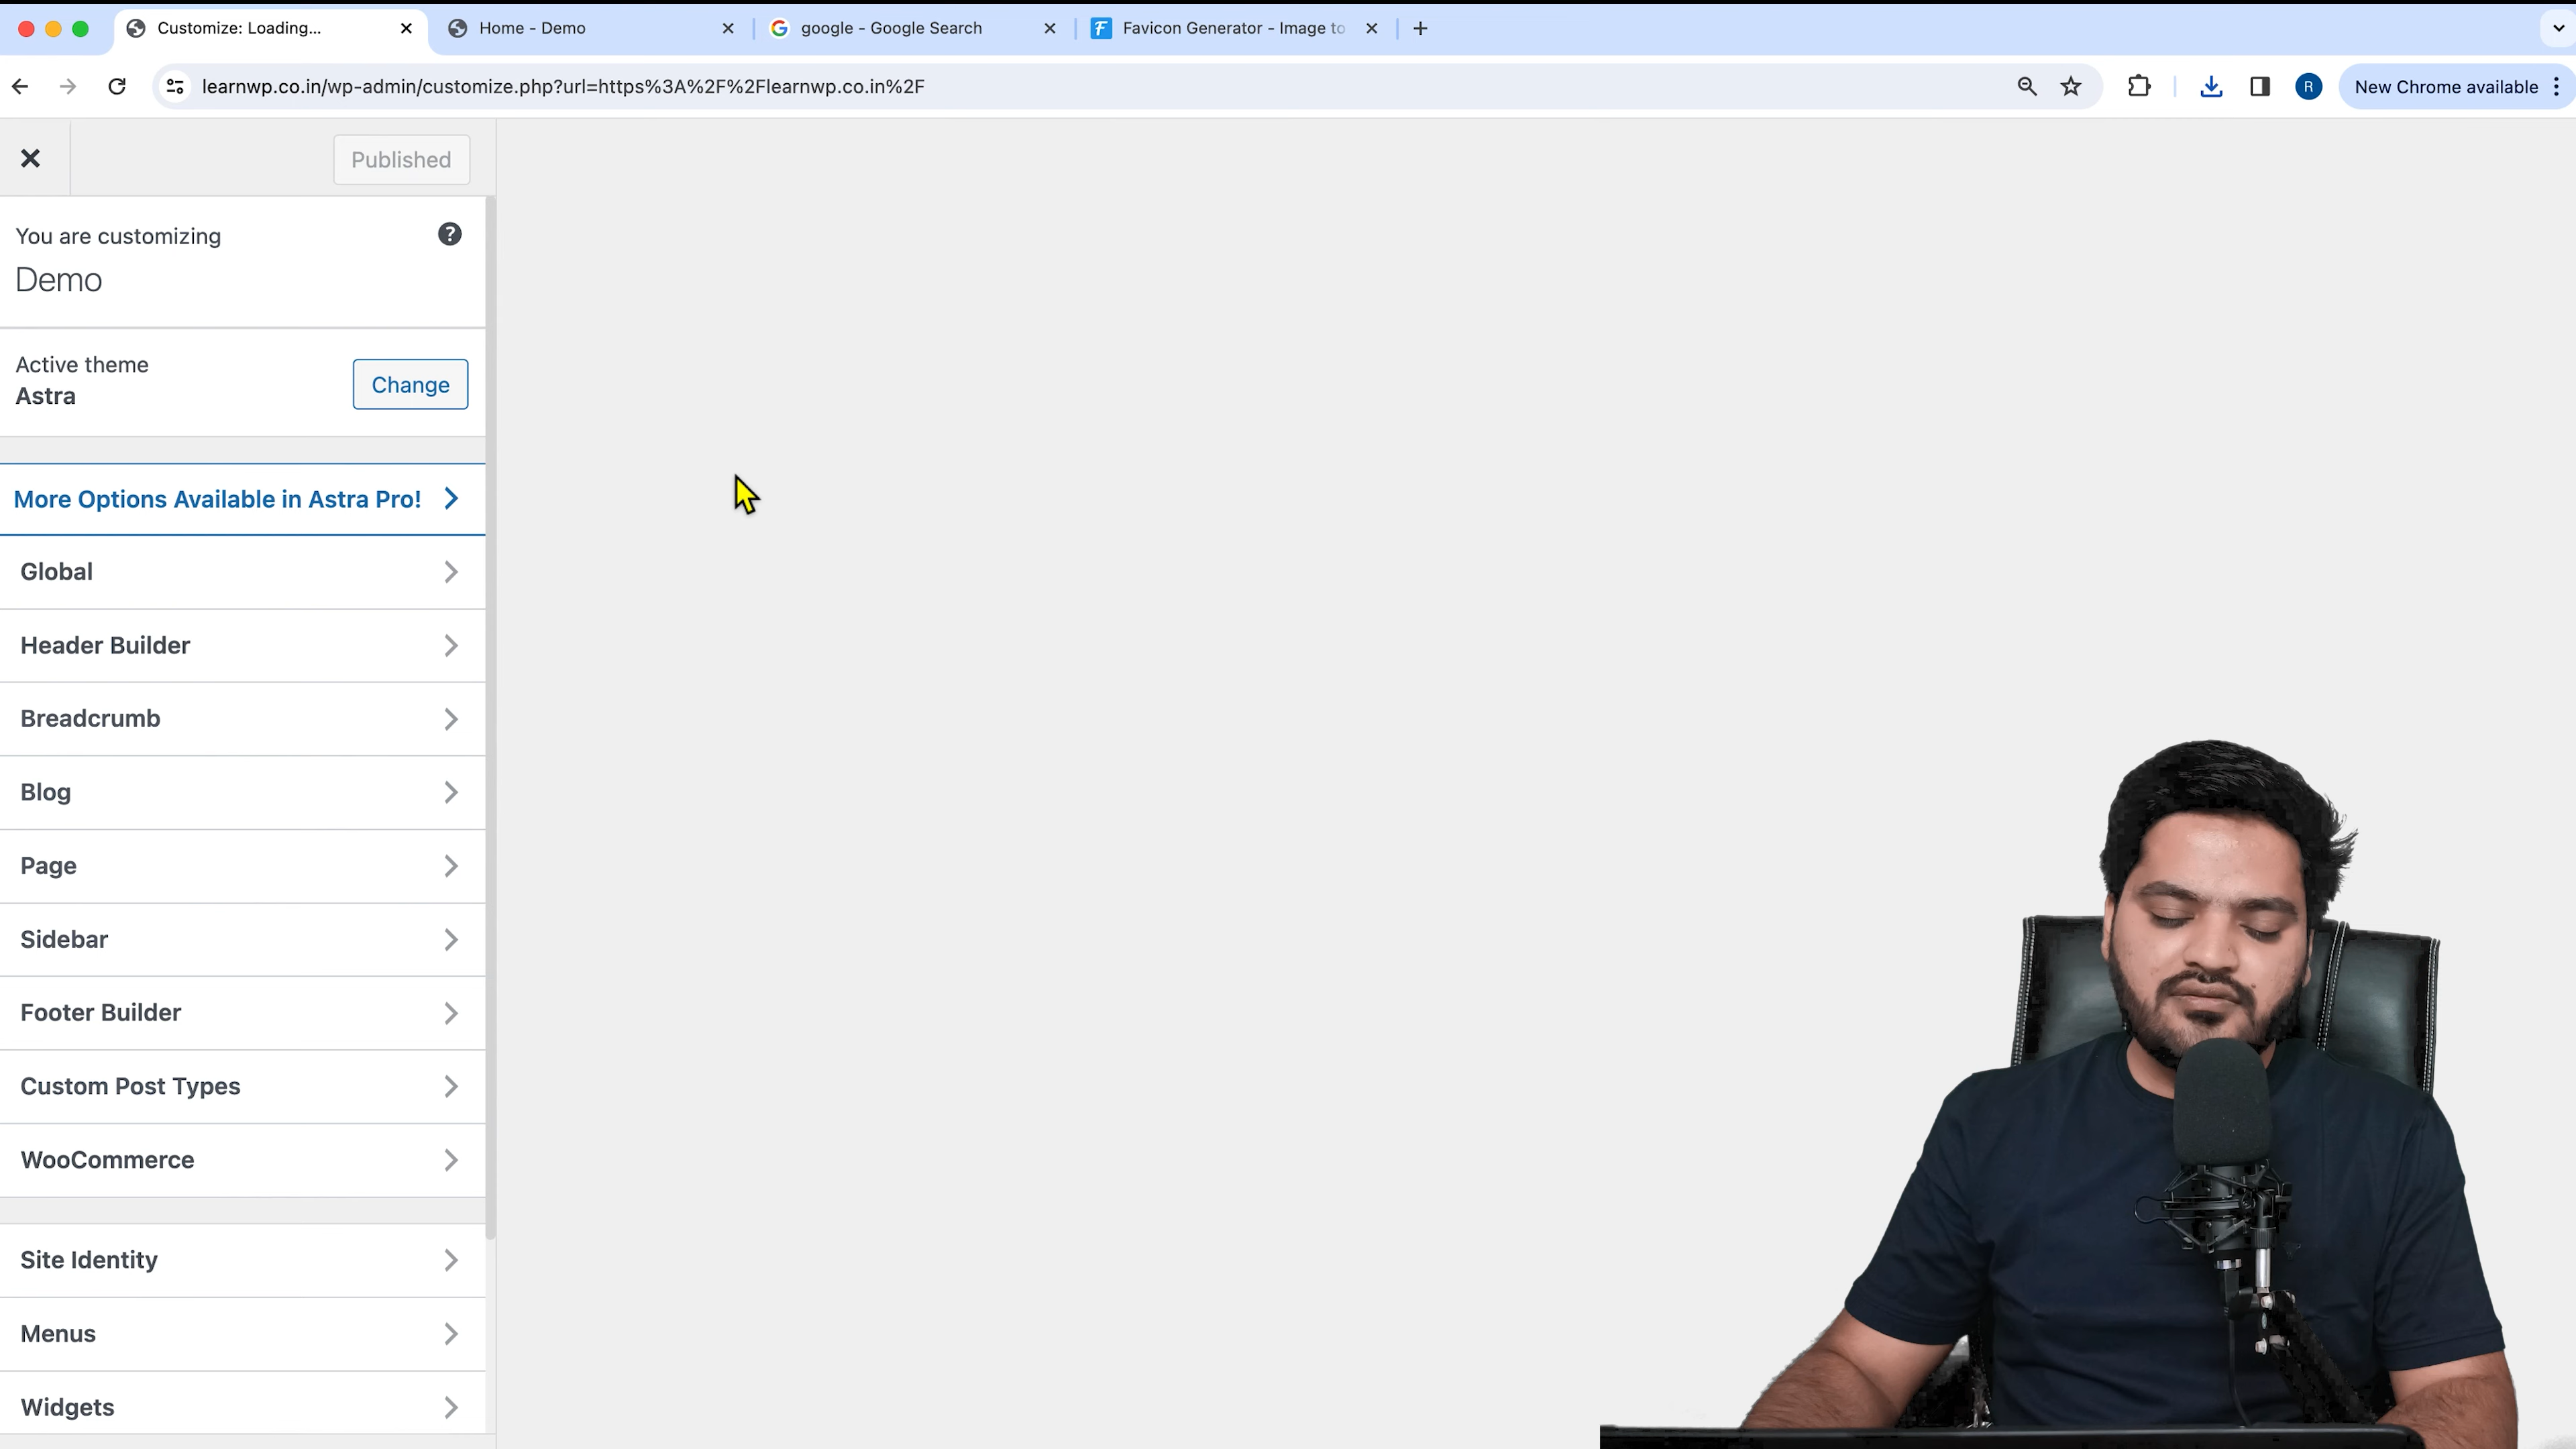 Customize: Loading...
Home - Demo
google - Google Search
Favicon Generator - Image to
learnwp.co.in/wp-admin/customize.php?url=https%3A%2F%2Flearnwp.co.in%2F
R
New Chrome available
Published
You are customizing
Demo
Active theme
Astra
Change
More Options Available in Astra Pro!
Global
Header Builder
Breadcrumb
Blog
Page
Sidebar
Footer Builder
Custom Post Types
WooCommerce
Site Identity
Menus
Widgets